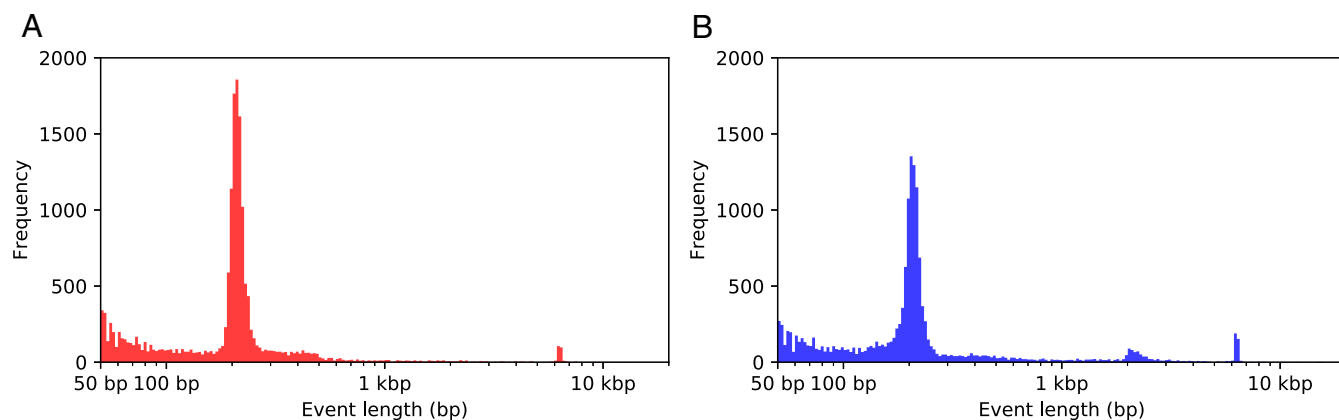 A
2000
1500
1000
500
0
Frequency
50 bp 100 bp 1 kbp 10 kbp
Event length (bp)
B
2000
1500
1000
500
0
Frequency
50 bp 100 bp 1 kbp 10 kbp
Event length (bp)